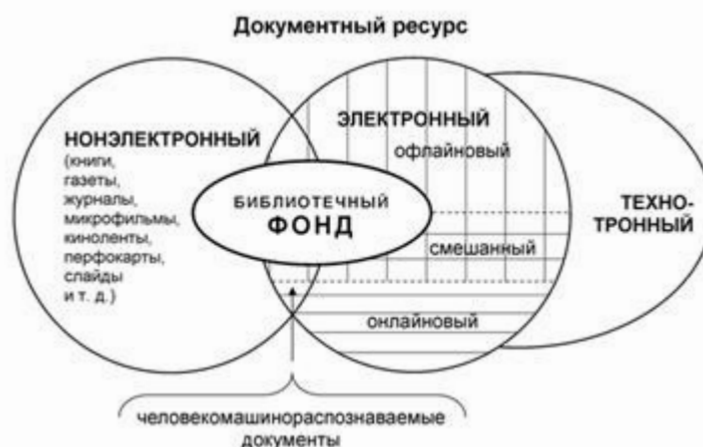 Документный ресурс
НОНЭЛЕКТРОННЫЙ
(книги,
газеты,
журналы,
микрофильмы,
киноленты,
перфокарты,
слайды
и т. д.)
БИБЛИОТЕЧНЫЙ
ФОНД
ЭЛЕКТРОННЫЙ
офлайновый
смешанный
онлайновый
ТЕХНО-
ТРОННЫЙ
человекомашинораспознаваемые
документы